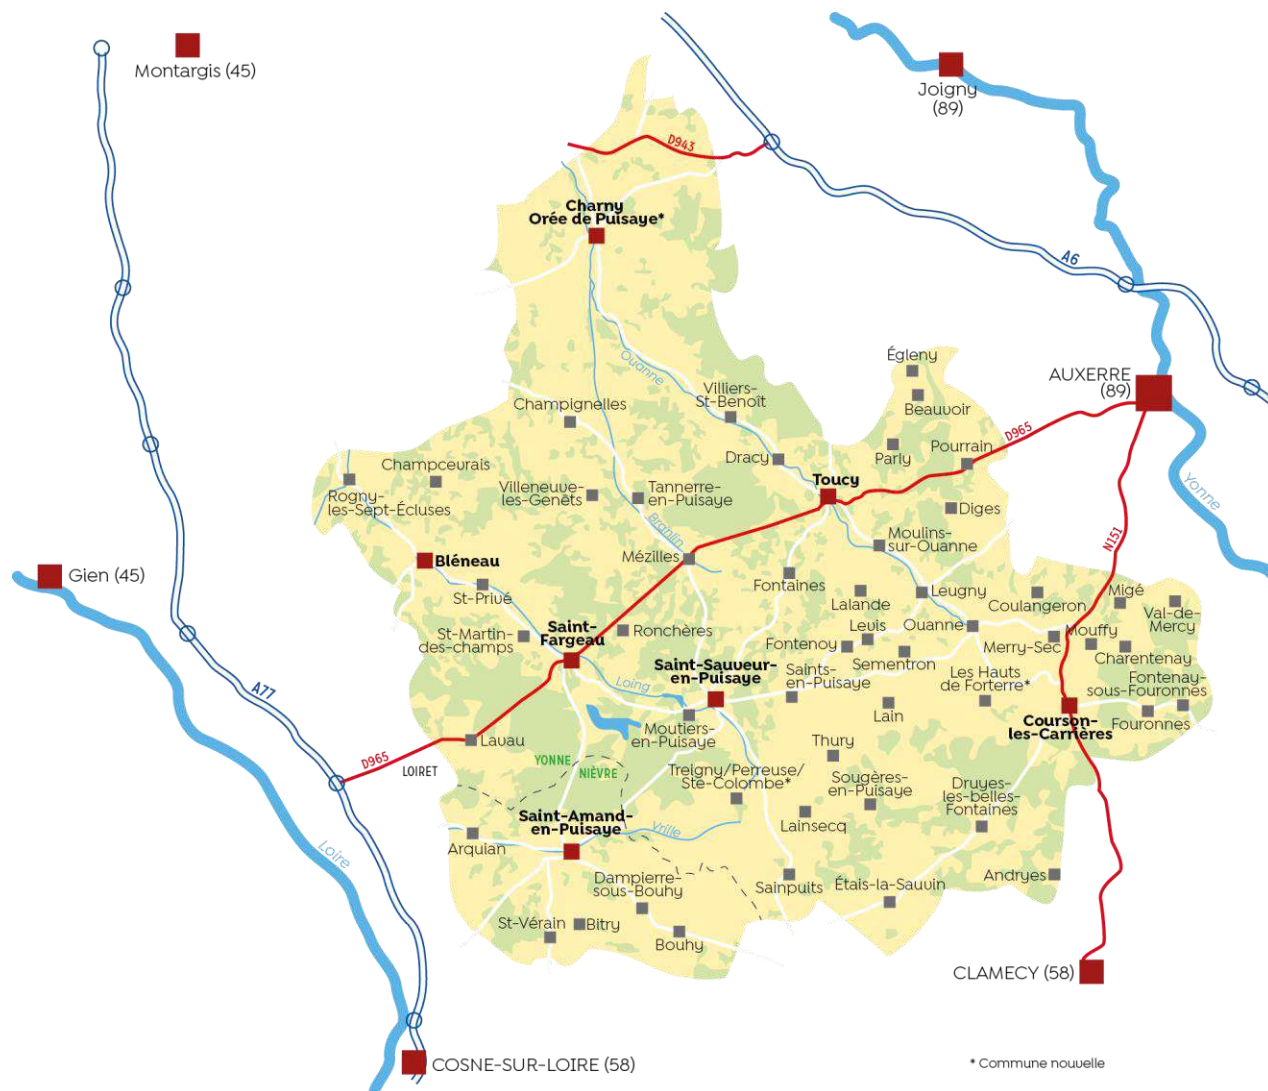 Montargis (45)
Joigny
(89)
D943
Charny
Orée de Puisaye*
A6
Ouanne
Égleny
AUXERRE
(89)
Villiers-
St-Benoît
Beauvoir
Champignelles
D965
Parly
Pourrain
Dracy
Champcevrais
Toucy
Rogny-
les-Sept-Écluses
Villeneuve-
les-Genêts
Tannerre-
en-Puisaye
Yonne
Diges
Branlin
Moulins-
sur-Ouanne
N151
Mézilles
Bléneau
Gien (45)
Fontaines
St-Privé
Leugny
Lalande
Coulangeron
Migé
Val-de-
Mercy
St-Martin-
des-champs
Saint-
Fargeau
Ronchères
Levis
Ouanne
Fontenoy
Merry-Sec
Mouffy
Sementron
Charentenay
Saint-Sauveur-
en-Puisaye
Saints-
en-Puisaye
Les Hauts
de Forterre*
Fontenay-
sous-Fouronnes
Loing
A77
Lain
Fouronnes
Courson-
les-Carrières
Moutiers-
en-Puisaye
Lavau
Thury
D965
LOIRET
YONNE
NIÈVRE
Treigny/Perreuse/
Ste-Colombe*
Sougères-
en-Puisaye
Druyes-
les-belles-
Fontaines
Saint-Amand-
en-Puisaye
Vrille
Lainsecq
Loire
Arquian
Dampierre-
sous-Bouhy
Sainpuits
Étais-la-Sauvin
Andryes
St-Vérain
Bitry
Bouhy
CLAMECY (58)
COSNE-SUR-LOIRE (58)
* Commune nouvelle